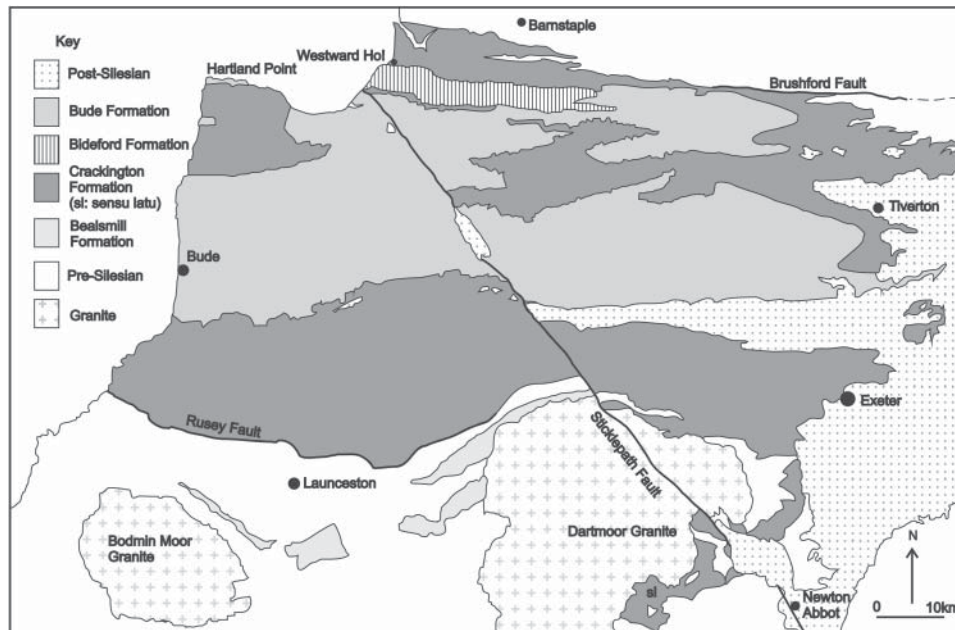 Key
Post-Silesian
Bude Formation
Bideford Formation
Crackington
Formation
(sl: sensu latu)
Bealsmill
Formation
Pre-Silesian
Granite
Barnstaple
Westward Ho!
Hartland Point
Brushford Fault
Tiverton
Bude
Exeter
Rusey Fault
Sticklepath Fault
Launceston
Bodmin Moor
Granite
Dartmoor Granite
sl
Newton
Abbot
N
0 10km